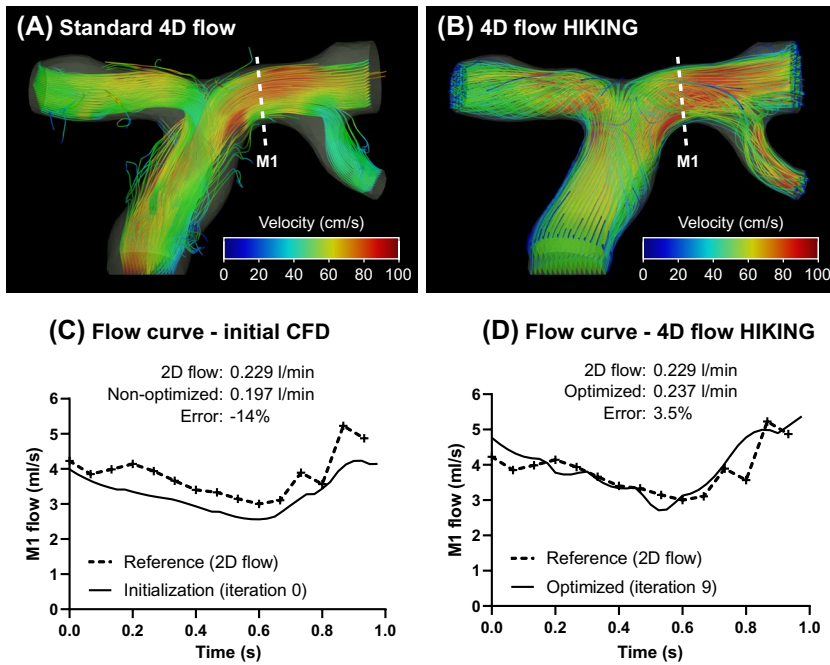 (A) Standard 4D flow
M1
Velocity (cm/s)
0 20 40 60 80 100
(B) 4D flow HIKING
M1
Velocity (cm/s)
0 20 40 60 80 100
(C) Flow curve - initial CFD
2D flow: 0.229 l/min
Non-optimized: 0.197 l/min
Error: -14%
M1 flow (ml/s)
6
5
4
3
2
1
0
Reference (2D flow)
Initialization (iteration 0)
0.0 0.2 0.4 0.6 0.8 1.0
Time (s)
(D) Flow curve - 4D flow HIKING
2D flow: 0.229 l/min
Optimized: 0.237 l/min
Error: 3.5%
M1 flow (ml/s)
6
5
4
3
2
1
0
Reference (2D flow)
Optimized (iteration 9)
0.0 0.2 0.4 0.6 0.8 1.0
Time (s)